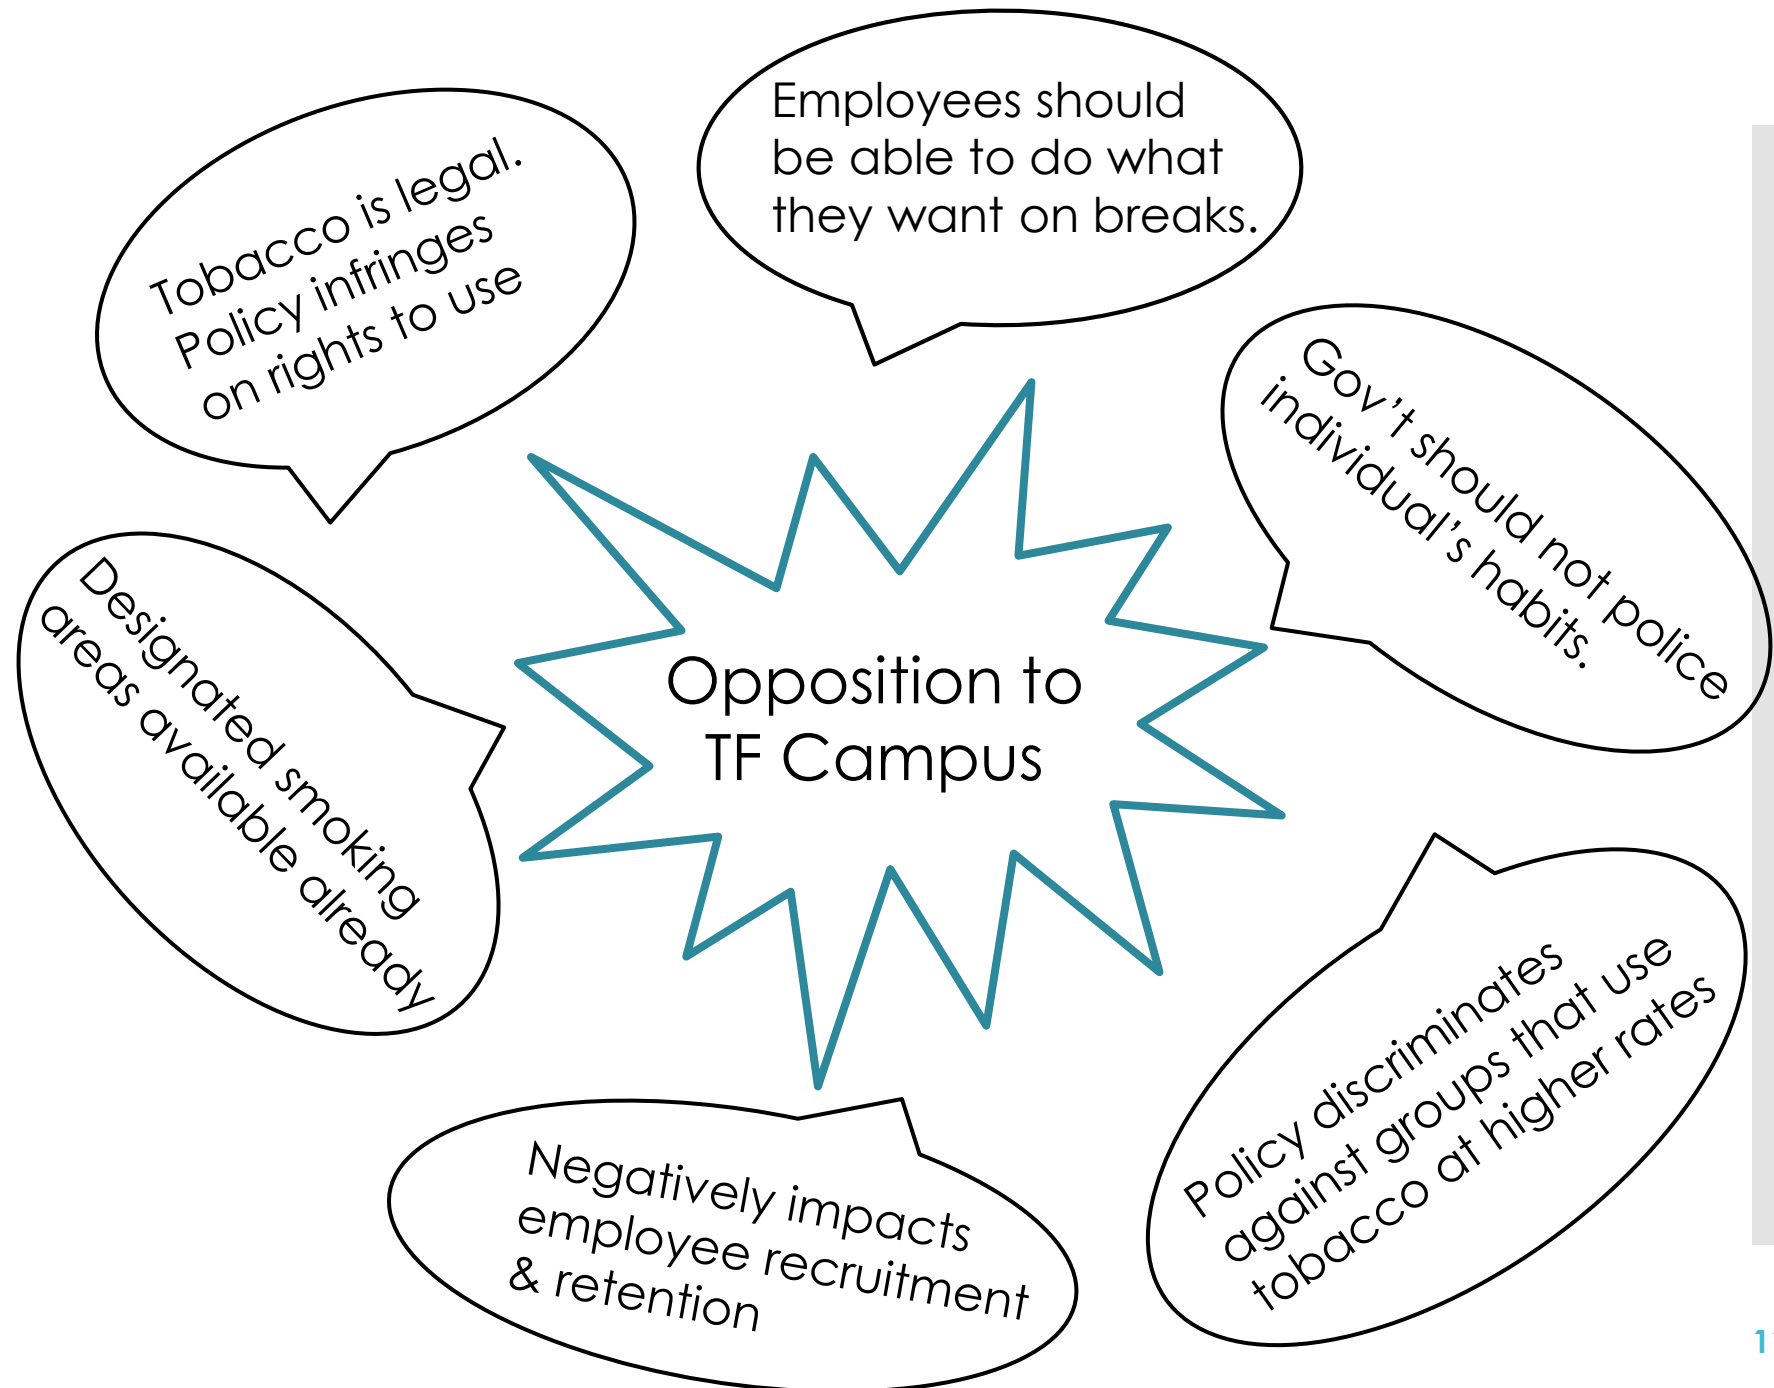 Employees should
be able to do what
they want on breaks.
Tobacco is legal.
Policy infringes
on rights to use
Gov't should not police
individual's habits.
Designated smoking
areas available already
Opposition to
TF Campus
Policy discriminates
against groups that use
tobacco at higher rates
Negatively impacts
employee recruitment
& retention